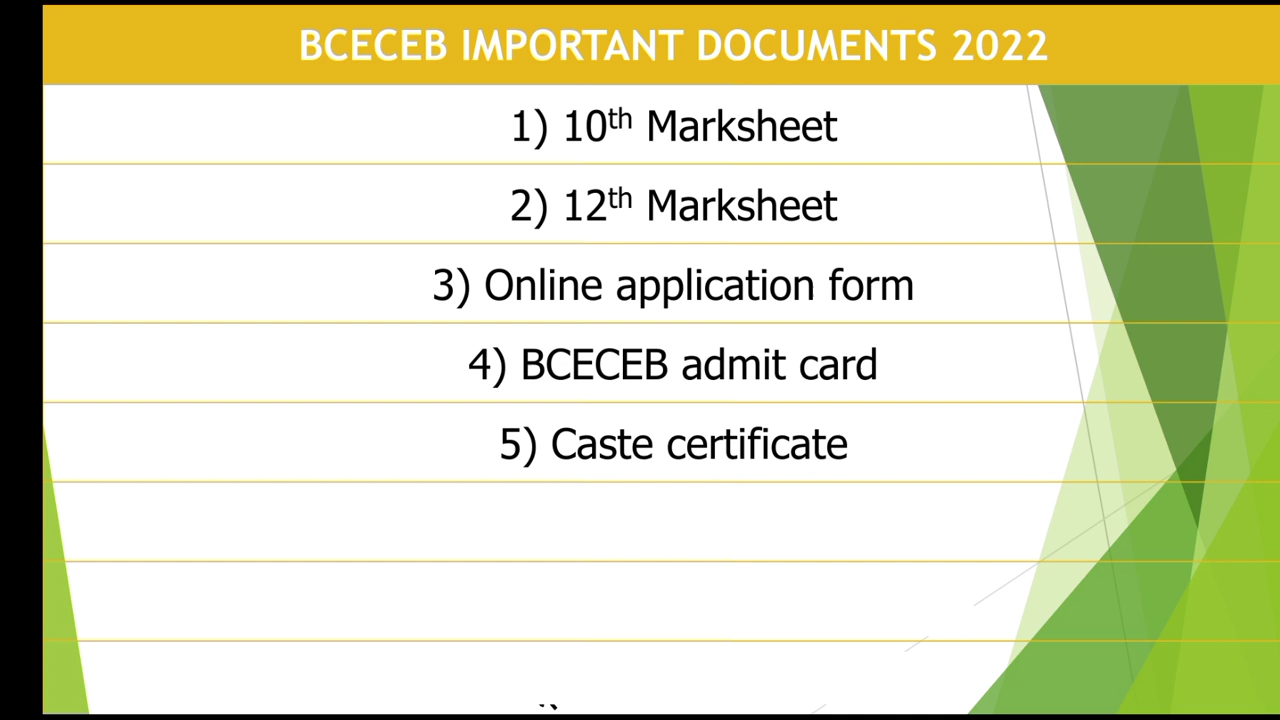 BCECEB IMPORTANT DOCUMENTS 2022
1) 10th Marksheet
2) 12th Marksheet
3) Online application form
4) BCECEB admit card
5) Caste certificate